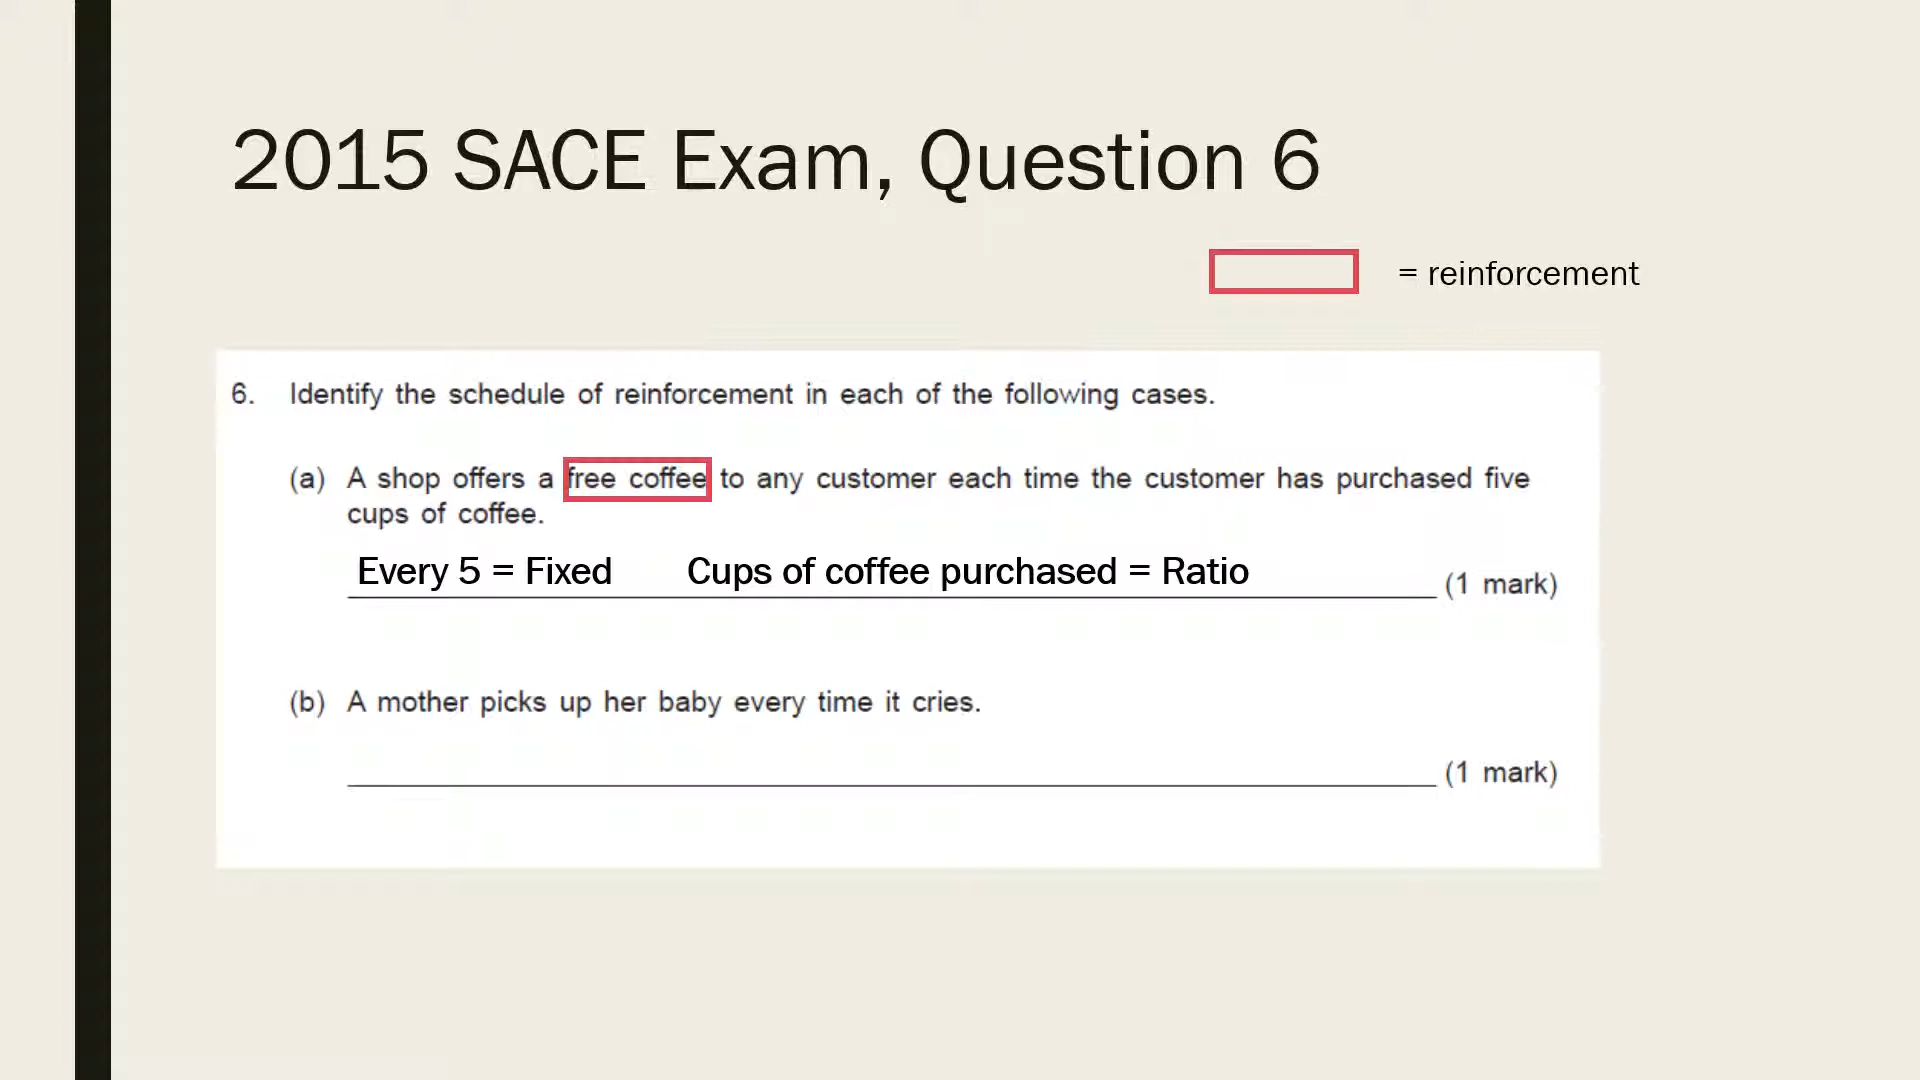 2015 SACE Exam, Question 6
= reinforcement
6. Identify the schedule of reinforcement in each of the following cases.
(a) A shop offers a free coffee to any customer each time the customer has purchased five
cups of coffee.
Every 5 = Fixed Cups of coffee purchased = Ratio
(1 mark)
(b) A mother picks up her baby every time it cries.
(1 mark)